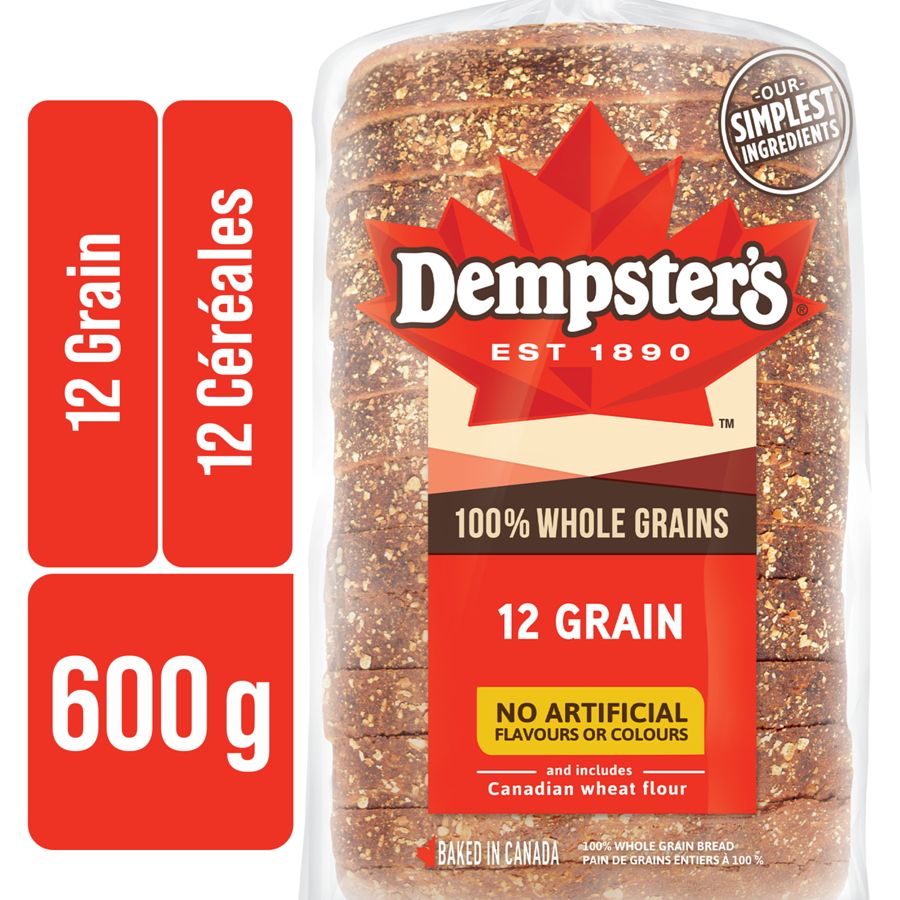 12 Grain
12 Céréales
600 g
-OUR-
SIMPLEST
INGREDIENTS
Dempster's®
EST 1890
TM
100% WHOLE GRAINS
12 GRAIN
NO ARTIFICIAL
FLAVOURS OR COLOURS
and includes
Canadian wheat flour
BAKED IN CANADA
100% WHOLE GRAIN BREAD
PAIN DE GRAINS ENTIERS À 100 %